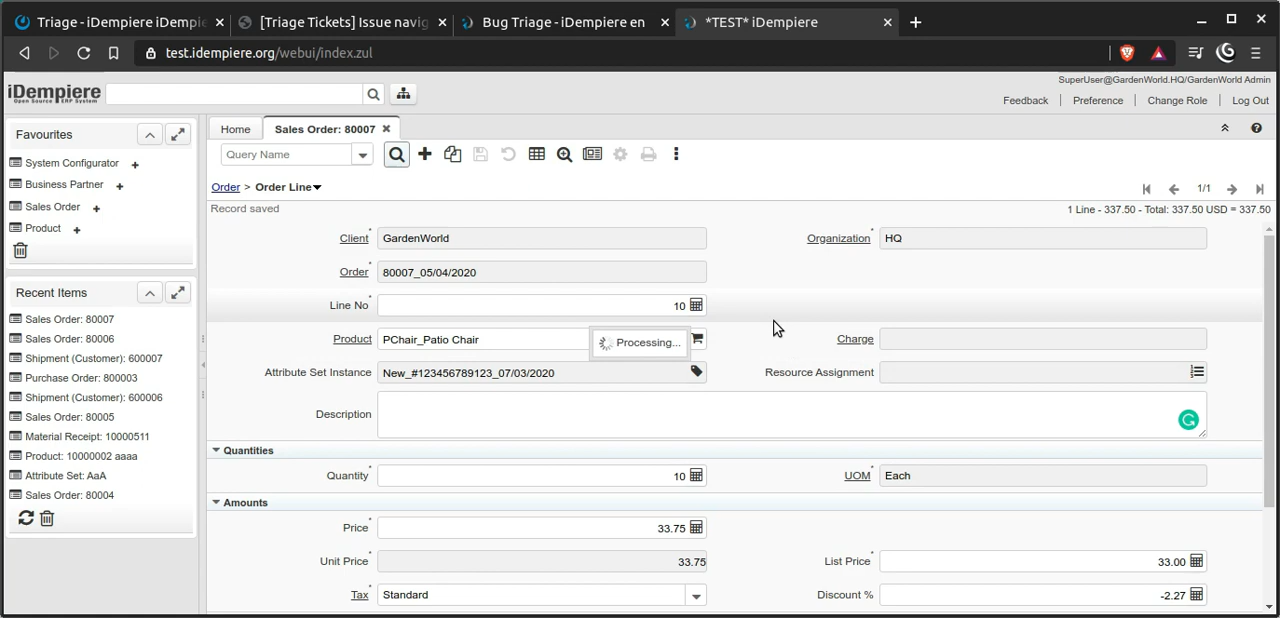 Triage - iDempiere iDempie
[Triage Tickets] Issue navig
Bug Triage - iDempiere en
*TEST* iDempiere
test.idempiere.org/webui/index.zul
iDempiere
Open Source ERP System
SuperUser@GardenWorld.HQ/GardenWorld Admin
Feedback Preference Change Role Log Out
Favourites
System Configurator
Business Partner
Sales Order
Product
Recent Items
Sales Order: 80007
Sales Order: 80006
Shipment (Customer): 600007
Purchase Order: 800003
Shipment (Customer): 600006
Sales Order: 80005
Material Receipt: 10000511
Product: 10000002 aaaa
Attribute Set: AaA
Sales Order: 80004
Home
Sales Order: 80007
Query Name
Order > Order Line
1/1
Record saved
1 Line - 337.50 - Total: 337.50 USD = 337.50
Client* GardenWorld
Organization* HQ
Order* 80007_05/04/2020
Line No* 10
Product PChair_Patio Chair
Processing...
Charge
Attribute Set Instance New_#123456789123_07/03/2020
Resource Assignment
Description
Quantities
Quantity* 10
UOM* Each
Amounts
Price* 33.75
Unit Price* 33.75
List Price* 33.00
Tax* Standard
Discount % -2.27